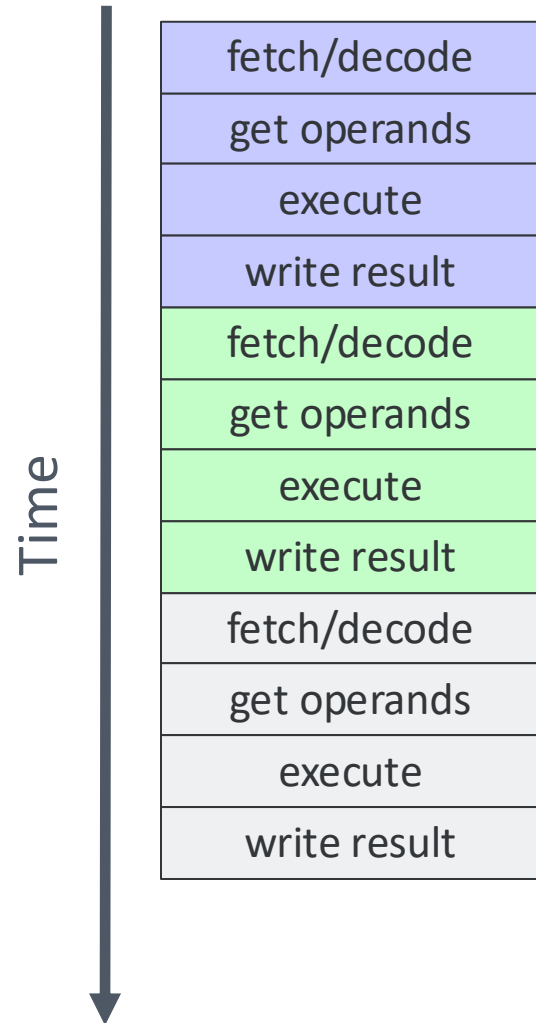 Time
fetch/decode
get operands
execute
write result
fetch/decode
get operands
execute
write result
fetch/decode
get operands
execute
write result